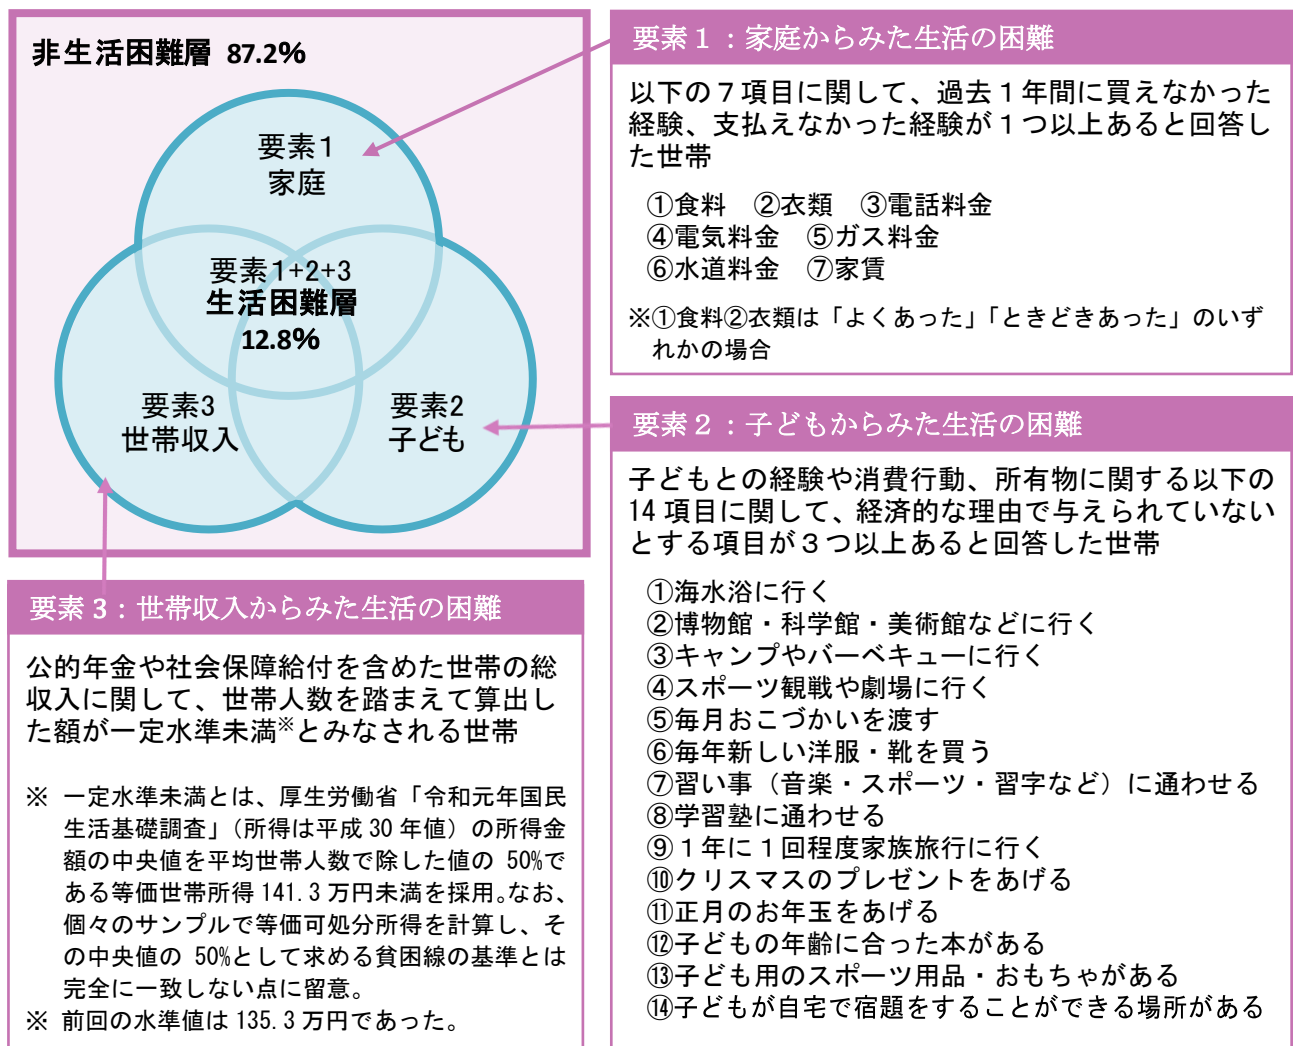 非生活困難層 87.2%
要素1
家庭
要素1+2+3
生活困難層
12.8%
要素3
世帯収入
要素2
子ども
要素1：家庭からみた生活の困難
以下の７項目に関して、過去１年間に買えなかった
経験、支払えなかった経験が１つ以上あると回答し
た世帯
①食料　②衣類　③電話料金
④電気料金　⑤ガス料金
⑥水道料金　⑦家賃
※①食料②衣類は「よくあった」「ときどきあった」のいず
れかの場合
要素２：子どもからみた生活の困難
子どもとの経験や消費行動、所有物に関する以下の
14 項目に関して、経済的な理由で与えられていない
とする項目が３つ以上あると回答した世帯
①海水浴に行く
②博物館・科学館・美術館などに行く
③キャンプやバーベキューに行く
④スポーツ観戦や劇場に行く
⑤毎月おこづかいを渡す
⑥毎年新しい洋服・靴を買う
⑦習い事（音楽・スポーツ・習字など）に通わせる
⑧学習塾に通わせる
⑨１年に１回程度家族旅行に行く
⑩クリスマスのプレゼントをあげる
⑪正月のお年玉をあげる
⑫子どもの年齢に合った本がある
⑬子ども用のスポーツ用品・おもちゃがある
⑭子どもが自宅で宿題をすることができる場所がある
要素3：世帯収入からみた生活の困難
公的年金や社会保障給付を含めた世帯の総
収入に関して、世帯人数を踏まえて算出し
た額が一定水準未満※とみなされる世帯
※ 一定水準未満とは、厚生労働省「令和元年国民
生活基礎調査」（所得は平成 30 年値）の所得金
額の中央値を平均世帯人数で除した値の 50%で
ある等価世帯所得 141.3 万円未満を採用。なお、
個々のサンプルで等価可処分所得を計算し、そ
の中央値の 50%として求める貧困線の基準とは
完全に一致しない点に留意。
※ 前回の水準値は 135.3 万円であった。